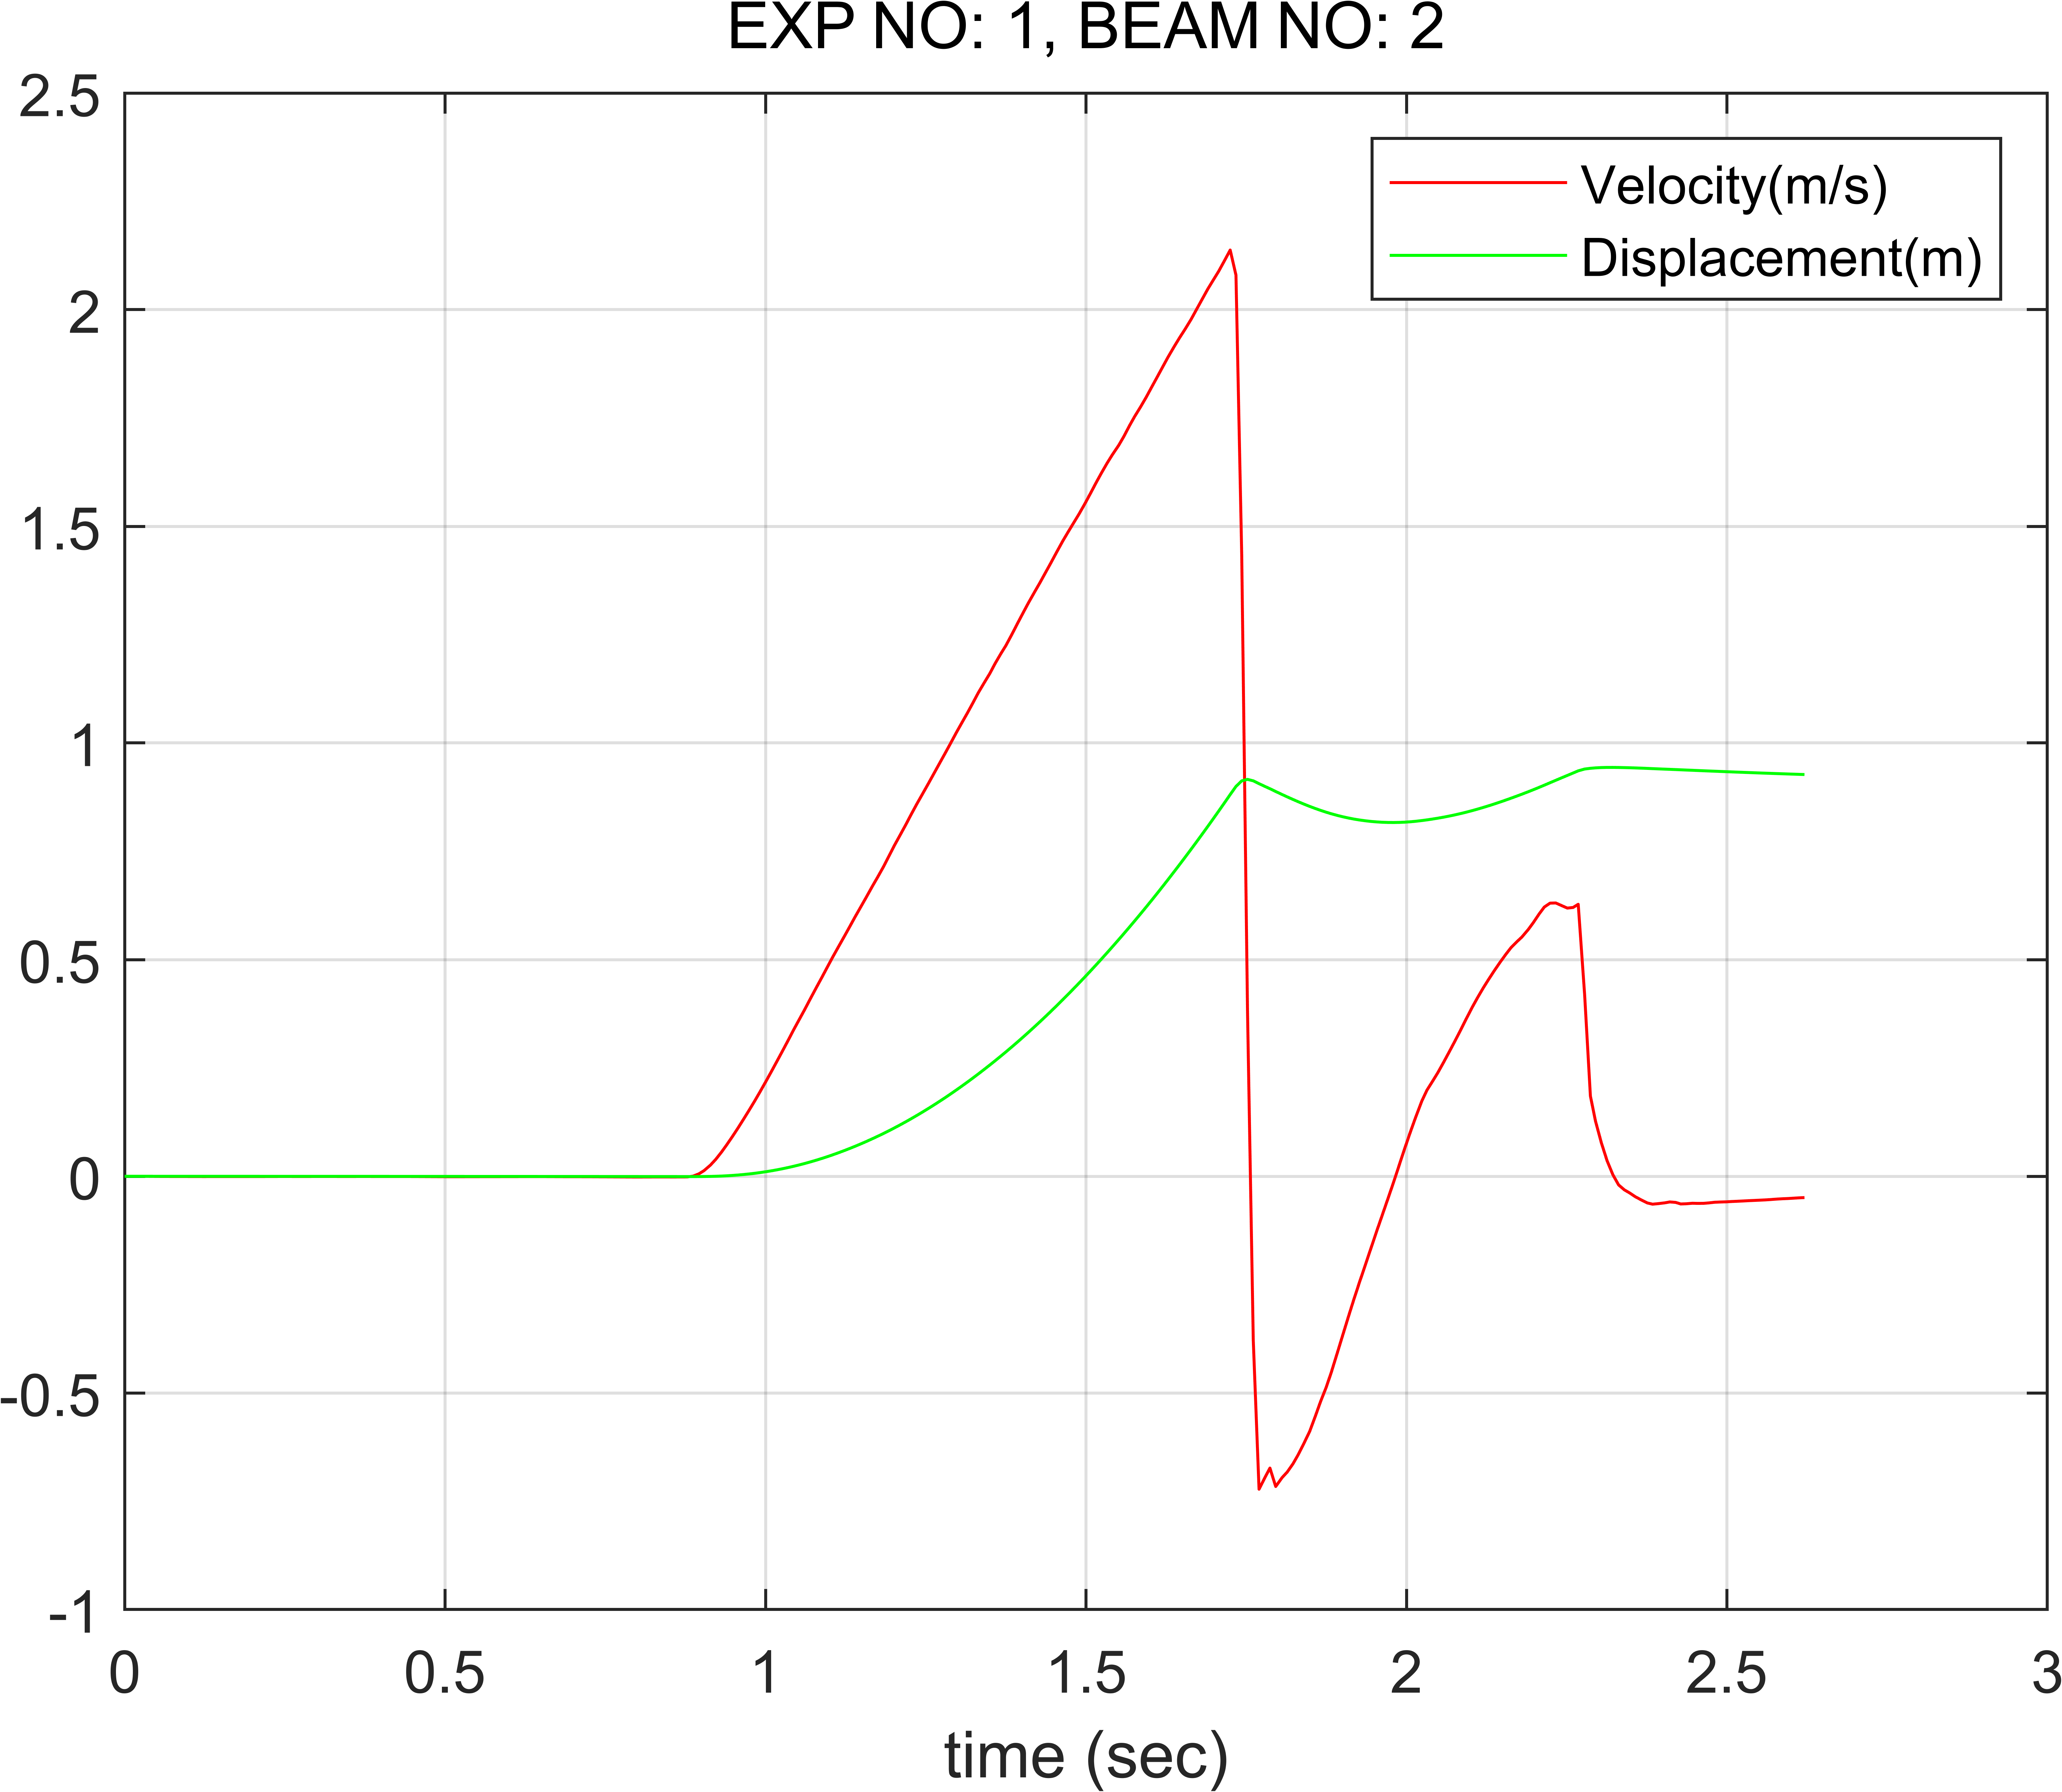 EXP NO: 1, BEAM NO: 2
2.5
Velocity(m/s)
Displacement(m)
2
1.5
1
0.5
0
-0.5
-1
0 0.5 1 1.5 2 2.5 3
time (sec)